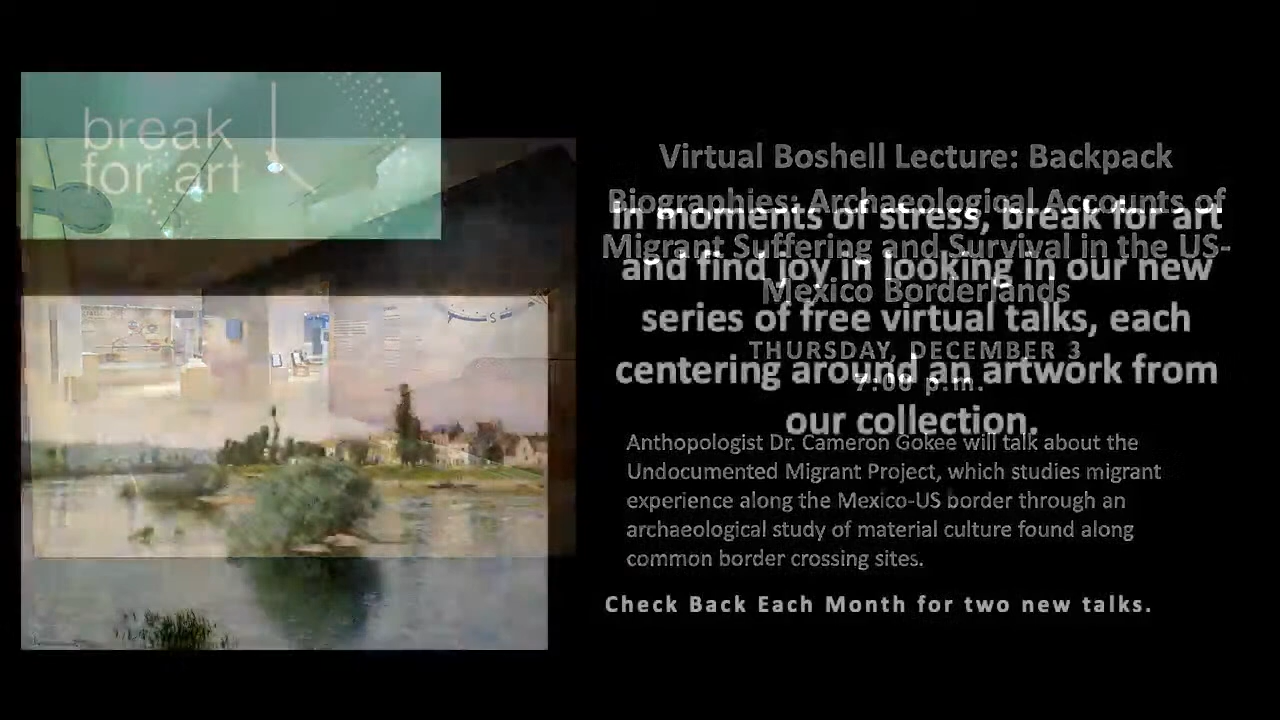 break
for art
Virtual Boshell Lecture: Backpack
Biographies: Archaeological Accounts of
Migrant Suffering and Survival in the US-
Mexico Borderlands
THURSDAY, DECEMBER 3
7:00 p.m.
In moments of stress, break for art
and find joy in looking in our new
series of free virtual talks, each
centering around an artwork from
our collection.
Anthopologist Dr. Cameron Gokee will talk about the
Undocumented Migrant Project, which studies migrant
experience along the Mexico-US border through an
archaeological study of material culture found along
common border crossing sites.
Check Back Each Month for two new talks.